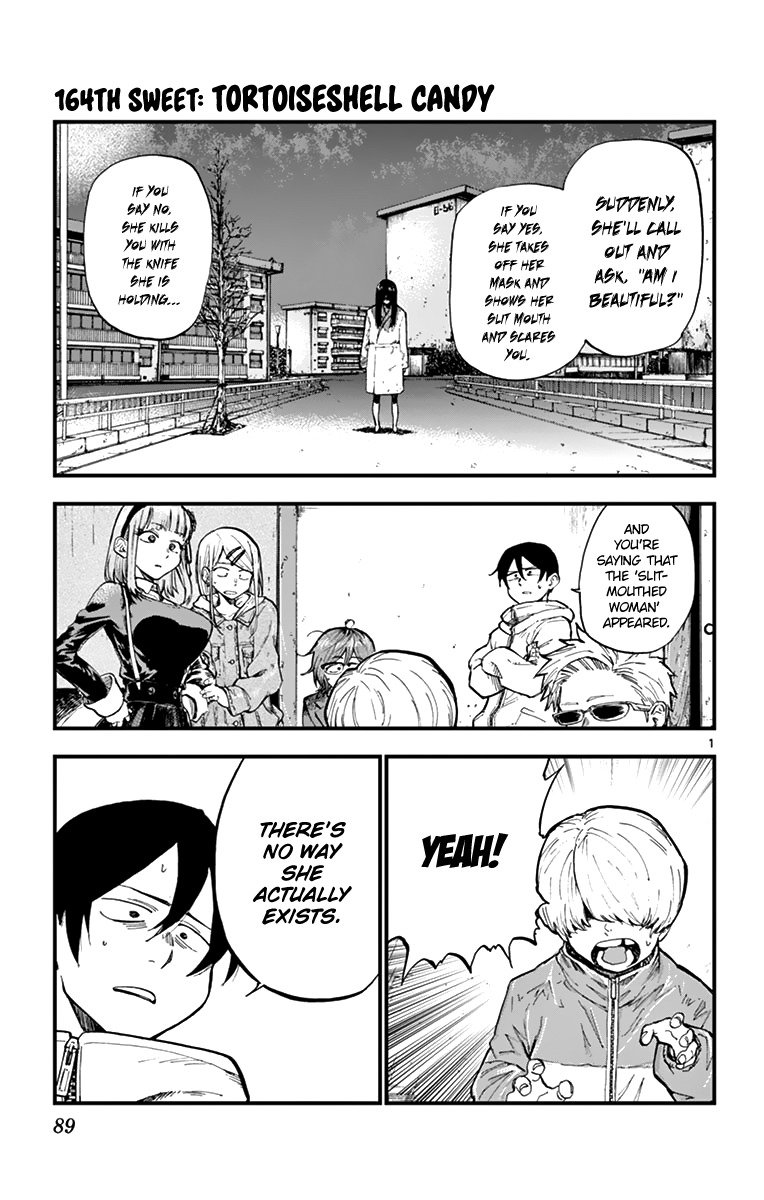 164TH SWEET: TORTOISESHELL CANDY
SUDDENLY,
SHE'LL CALL
OUT AND
ASK, "AM I
BEAUTIFUL?"
IF YOU
SAY YES,
SHE TAKES
OFF HER
MASK AND
SHOWS HER
SLIT MOUTH
AND SCARES
YOU.
IF YOU
SAY NO,
SHE KILLS
YOU WITH
THE KNIFE
SHE IS
HOLDING...
AND
YOU'RE
SAYING THAT
THE 'SLIT-
MOUTHED
WOMAN'
APPEARED.
1
YEAH!
THERE'S
NO WAY
SHE
ACTUALLY
EXISTS.
89